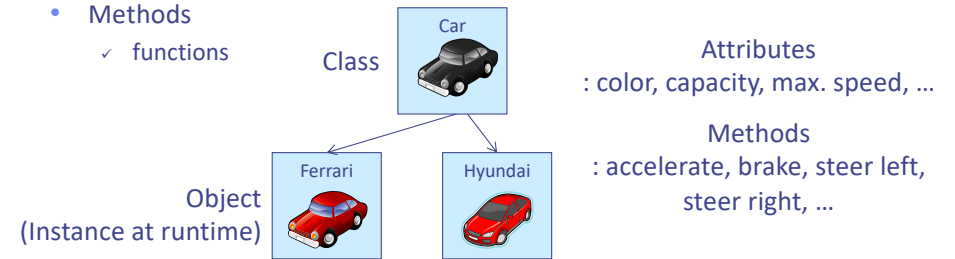 • Methods
✓ functions
Class
Car
Attributes
: color, capacity, max. speed, …
Methods
: accelerate, brake, steer left,
steer right, …
Object
(Instance at runtime)
Ferrari
Hyundai